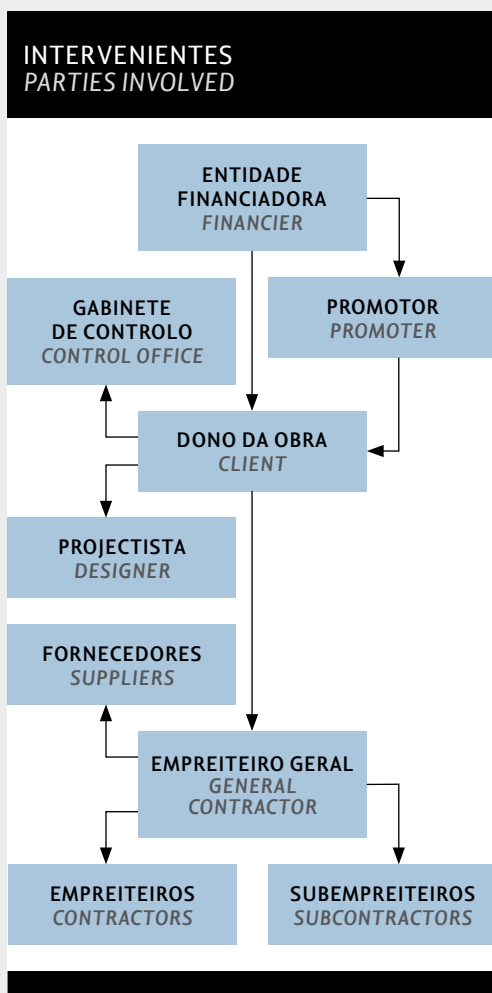 INTERVENIENTES
PARTIES INVOLVED
ENTIDADE
FINANCIADORA
FINANCIER
GABINETE
DE CONTROLO
CONTROL OFFICE
PROMOTOR
PROMOTER
DONO DA OBRA
CLIENT
PROJECTISTA
DESIGNER
FORNECEDORES
SUPPLIERS
EMPREITEIRO GERAL
GENERAL
CONTRACTOR
EMPREITEIROS
CONTRACTORS
SUBEMPREITEIROS
SUBCONTRACTORS